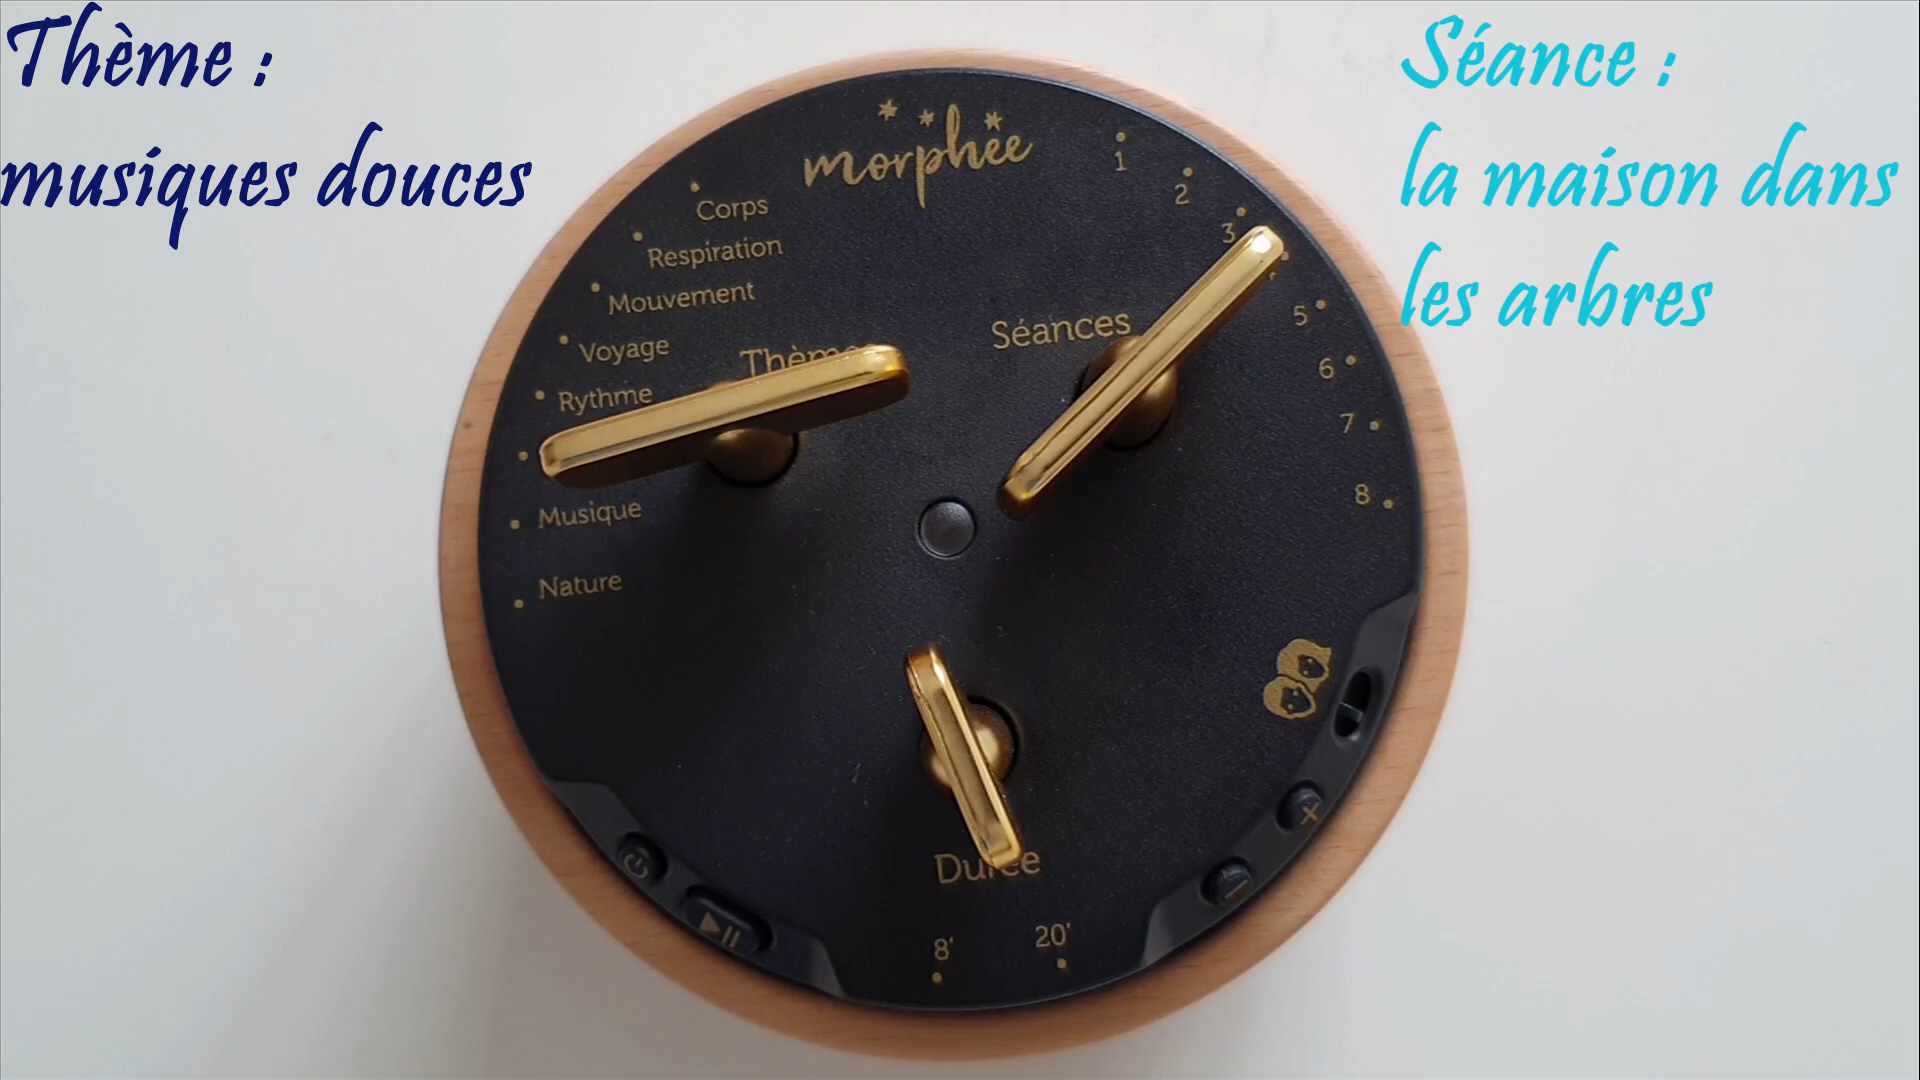 Thème :
musiques douces
Séance :
la maison dans
les arbres
morphée
Corps
Respiration
Mouvement
Voyage
Rythme
Musique
Nature
Séances
1
2
3
5
6
7
8
8'
20'